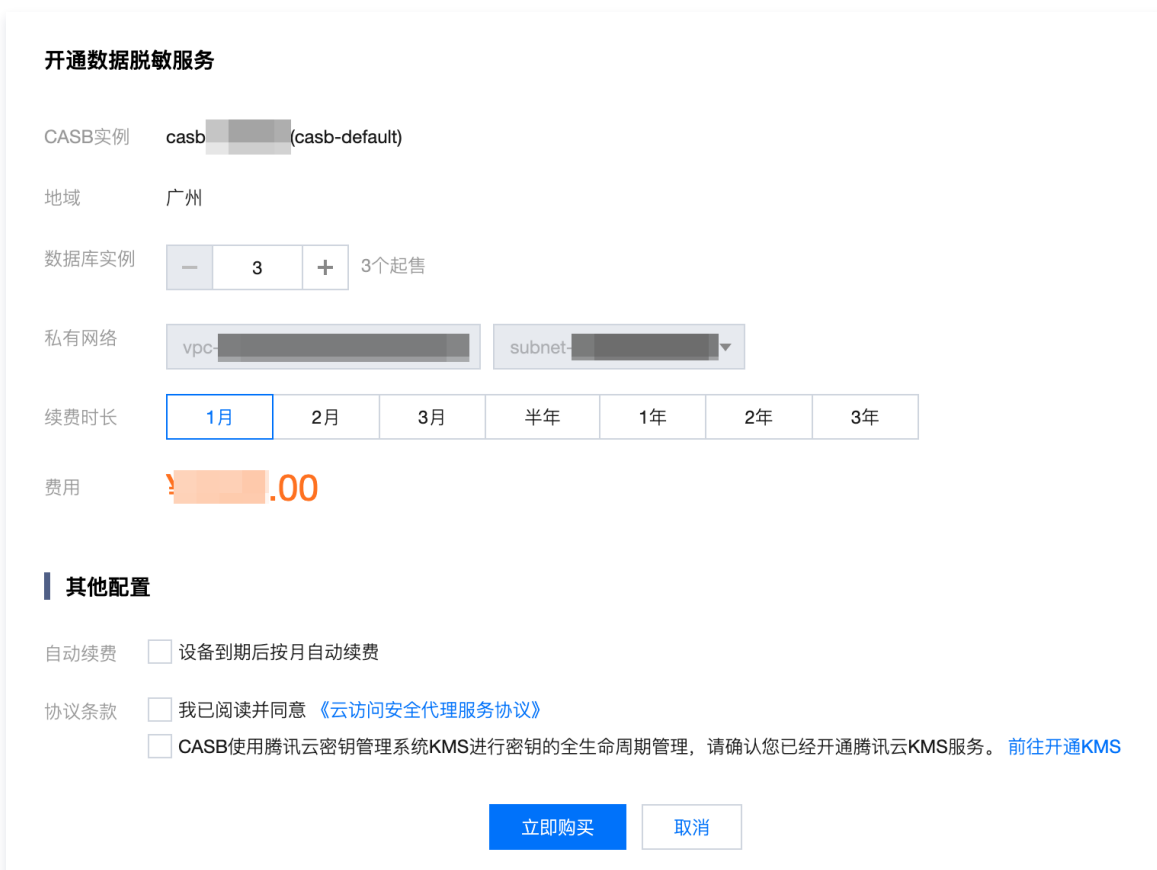 开通数据脱敏服务
CASB实例 casb (casb-default)
地域 广州
数据库实例 − 3 + 3个起售
私有网络 vpc- subnet-
续费时长 1月 2月 3月 半年 1年 2年 3年
费用 ¥ .00
其他配置
自动续费 设备到期后按月自动续费
协议条款 我已阅读并同意 《云访问安全代理服务协议》
CASB使用腾讯云密钥管理系统KMS进行密钥的全生命周期管理，请确认您已经开通腾讯云KMS服务。 前往开通KMS
立即购买 取消